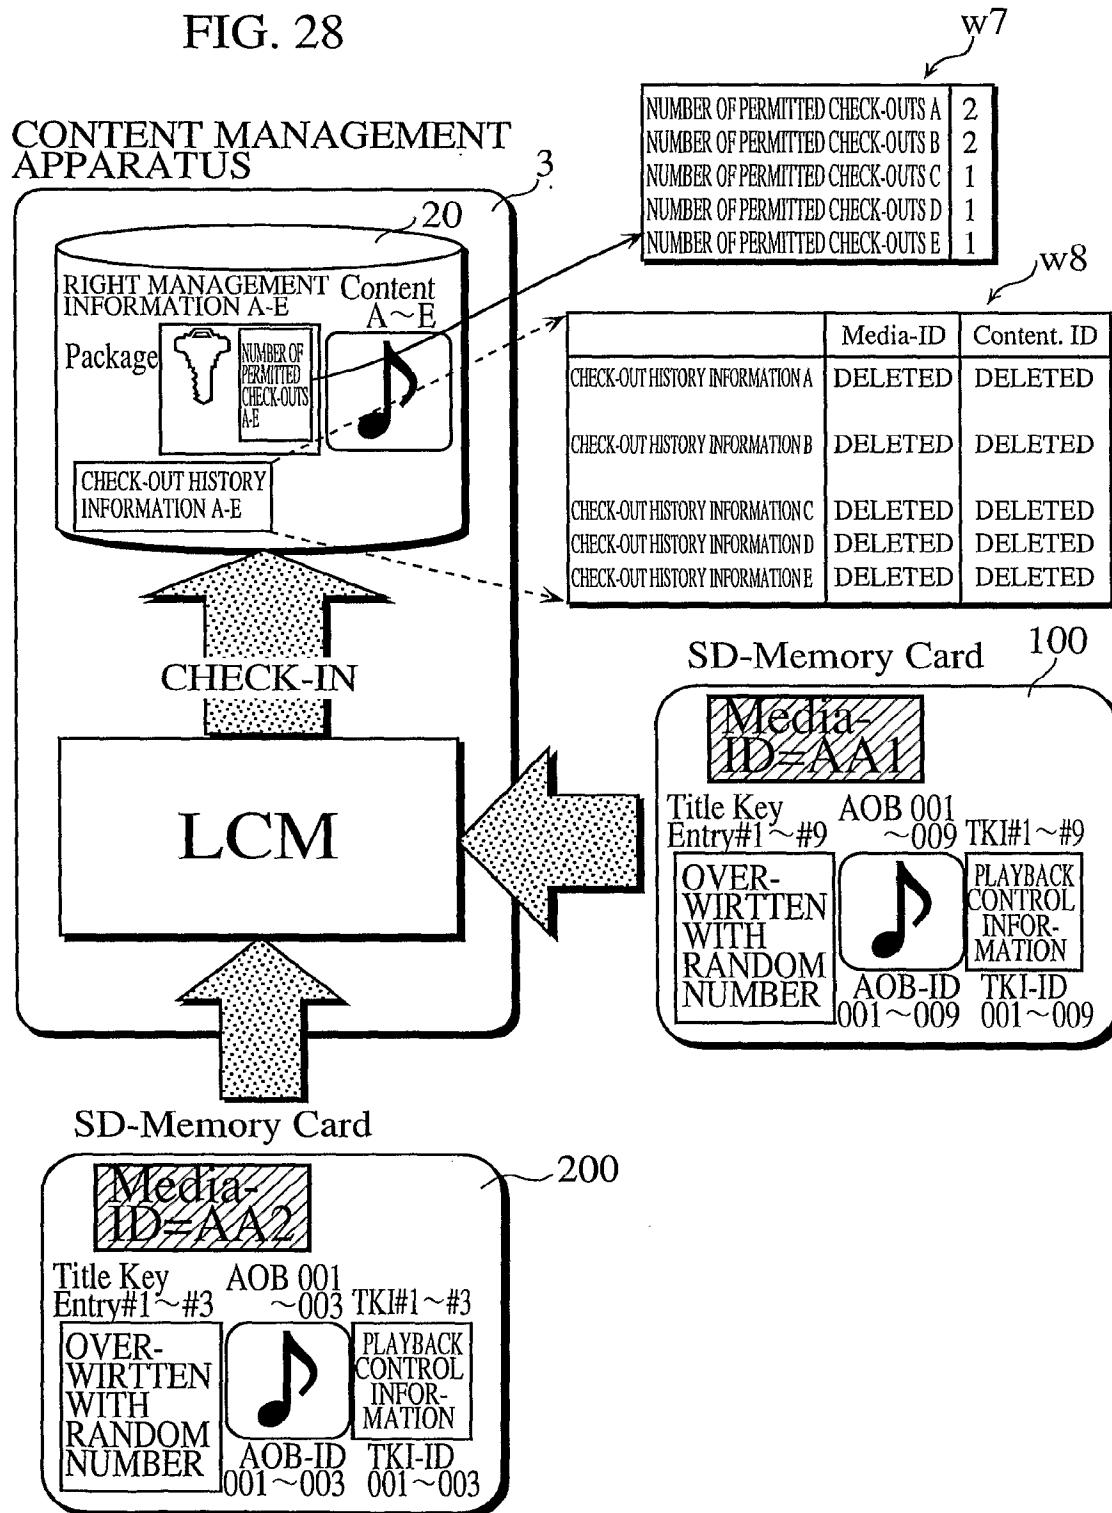 FIG. 28
w7
NUMBER OF PERMITTED CHECK-OUTS A 2
NUMBER OF PERMITTED CHECK-OUTS B 2
NUMBER OF PERMITTED CHECK-OUTS C 1
NUMBER OF PERMITTED CHECK-OUTS D 1
NUMBER OF PERMITTED CHECK-OUTS E 1
CONTENT MANAGEMENT
APPARATUS
3
20
RIGHT MANAGEMENT
INFORMATION A-E
Content
A~E
Package
NUMBER OF
PERMITTED
CHECK-OUTS
A-E
CHECK-OUT HISTORY
INFORMATION A-E
w8
Media-ID Content. ID
CHECK-OUT HISTORY INFORMATION A DELETED DELETED
CHECK-OUT HISTORY INFORMATION B DELETED DELETED
CHECK-OUT HISTORY INFORMATION C DELETED DELETED
CHECK-OUT HISTORY INFORMATION D DELETED DELETED
CHECK-OUT HISTORY INFORMATION E DELETED DELETED
CHECK-IN
LCM
SD-Memory Card
100
Media-
ID=AA1
Title Key
Entry#1~#9
AOB 001
~009
TKI#1~#9
OVER-
WIRTTEN
WITH
RANDOM
NUMBER
PLAYBACK
CONTROL
INFOR-
MATION
AOB-ID
001~009
TKI-ID
001~009
SD-Memory Card
200
Media-
ID=AA2
Title Key
Entry#1~#3
AOB 001
~003
TKI#1~#3
OVER-
WIRTTEN
WITH
RANDOM
NUMBER
PLAYBACK
CONTROL
INFOR-
MATION
AOB-ID
001~003
TKI-ID
001~003